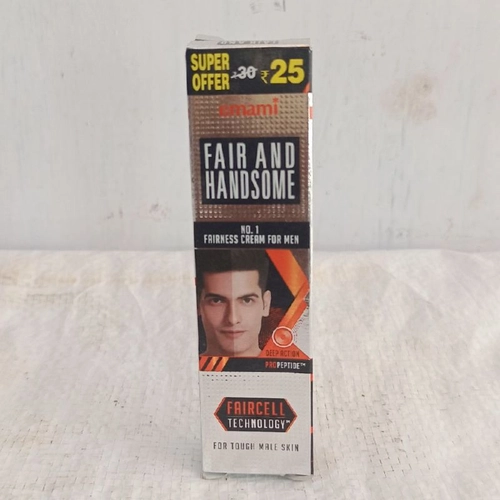 SUPER
OFFER 30 ₹25
emami
FAIR AND
HANDSOME
NO. 1
FAIRNESS CREAM FOR MEN
DEEP ACTION
PROPEPTIDE™
FAIRCELL
TECHNOLOGY™
FOR TOUGH MALE SKIN